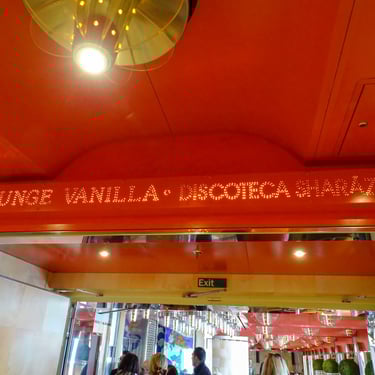 UNGE VANILLA • DISCOTECA SHARAZ
Exit